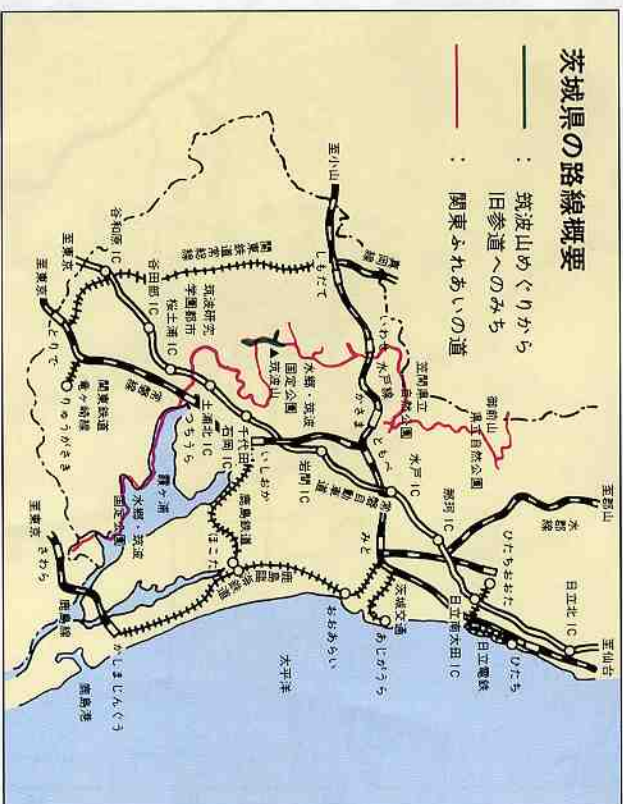 茨城県の路線概要
： 筑波山めぐりから
旧参道へのみち
： 関東ふれあいの道
至郡山
至仙台
水郡線
日立北IC
ひたち
日立電鉄
日立南太田IC
ひたちおおた
那珂IC
御前山
県立自然公園
笠間県立
自然公園
水戸IC
ともべ
かさま
水戸線
いわせ
真岡線
至小山
しもだて
みと
茨城交通
あじがうら
おおあらい
太平洋
常磐自動車道
岩間IC
水郷・筑波
国定公園
筑波山
筑波研究
学園都市
関東鉄道常総線
いしおか
千代田
石岡IC
土浦北IC
つちうら
桜土浦IC
谷田部IC
谷和原IC
至東京
至東京
とりで
常磐線
関東鉄道
竜ヶ崎線
りゅうがさき
鹿島鉄道
ほこた
鹿島臨海鉄道
霞ヶ浦
水郷・筑波
国定公園
至東京
さわら
鹿島線
かしまじんぐう
鹿島港